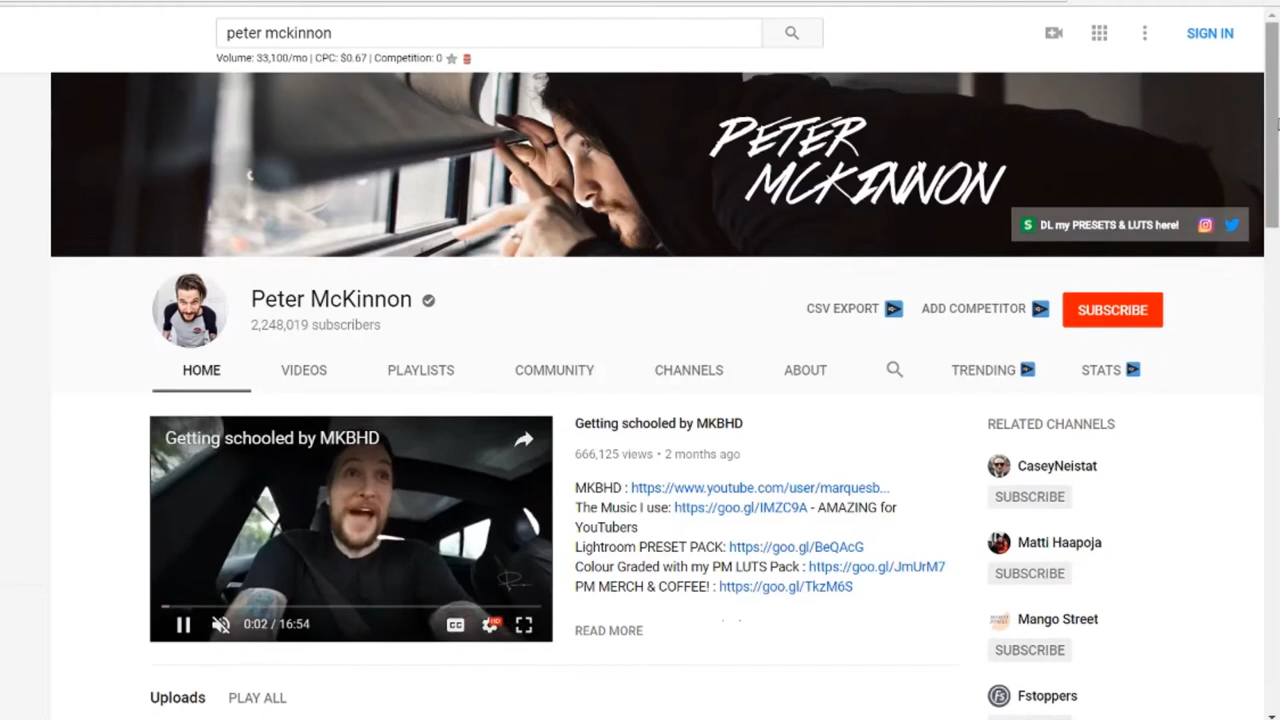 peter mckinnon
SIGN IN
Volume: 33,100/mo | CPC: $0.67 | Competition: 0
PETER
MCKINNON
DL my PRESETS & LUTS here!
Peter McKinnon
2,248,019 subscribers
CSV EXPORT
ADD COMPETITOR
SUBSCRIBE
HOME
VIDEOS
PLAYLISTS
COMMUNITY
CHANNELS
ABOUT
TRENDING
STATS
Getting schooled by MKBHD
0:02 / 16:54
CC
HD
Getting schooled by MKBHD
666,125 views • 2 months ago
MKBHD : https://www.youtube.com/user/marquesb...
The Music I use: https://goo.gl/IMZC9A - AMAZING for
YouTubers
Lightroom PRESET PACK: https://goo.gl/BeQAcG
Colour Graded with my PM LUTS Pack : https://goo.gl/JmUrM7
PM MERCH & COFFEE! : https://goo.gl/TkzM6S
READ MORE
RELATED CHANNELS
CaseyNeistat
SUBSCRIBE
Matti Haapoja
SUBSCRIBE
Mango Street
SUBSCRIBE
Fs
Fstoppers
Uploads
PLAY ALL